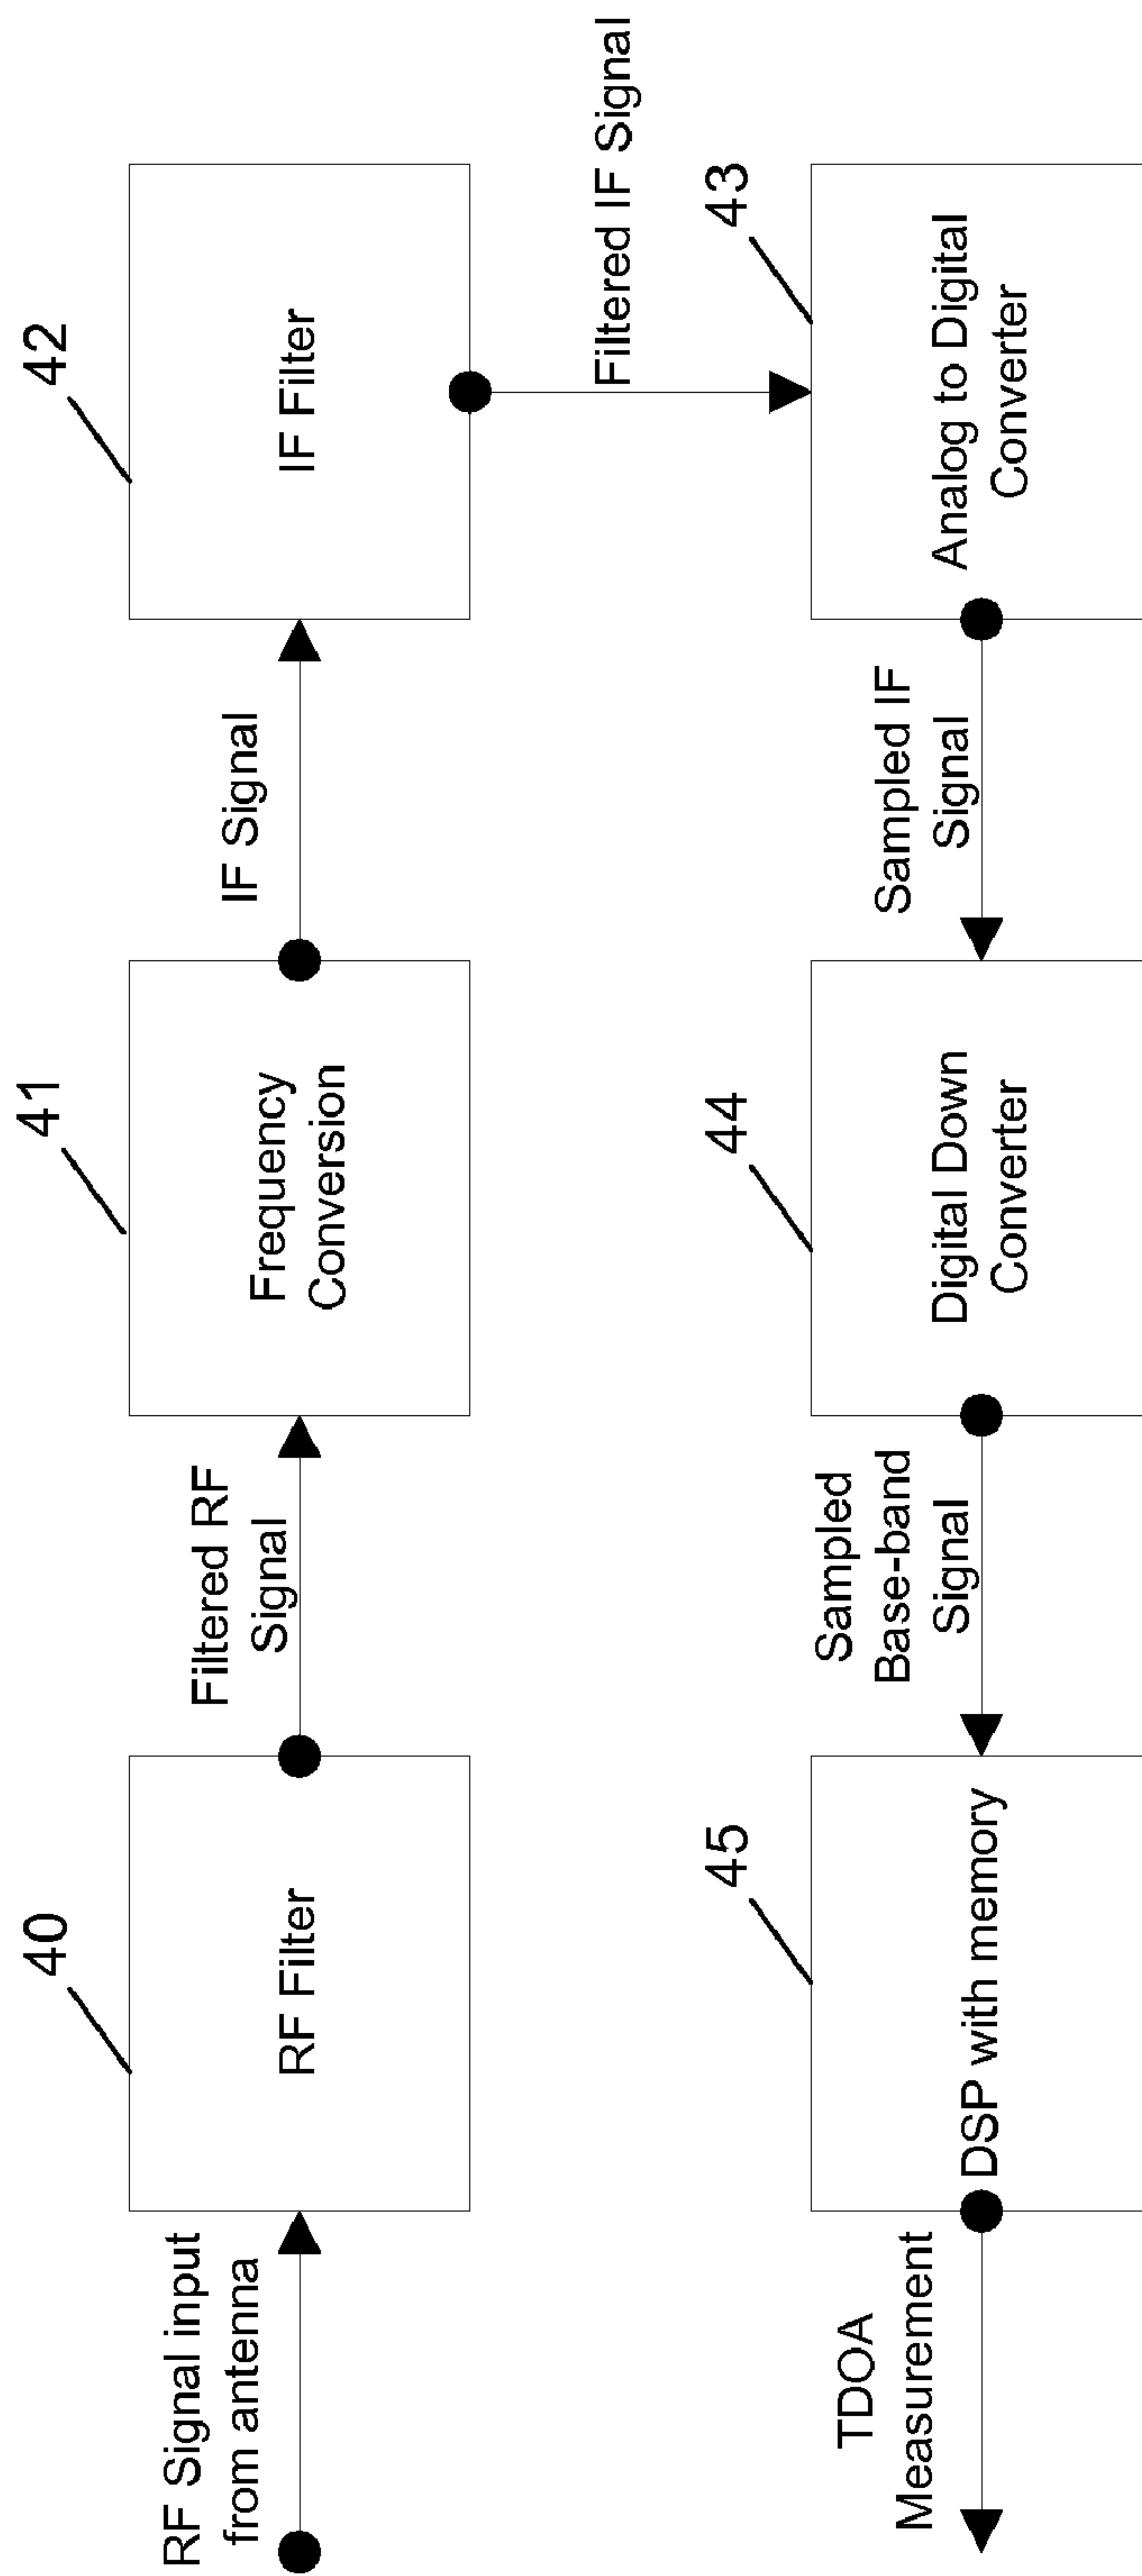 RF Signal input
from antenna
40
RF Filter
Filtered RF
Signal
41
Frequency
Conversion
IF Signal
42
IF Filter
Filtered IF Signal
43
Analog to Digital
Converter
Sampled IF
Signal
44
Digital Down
Converter
Sampled
Base-band
Signal
45
DSP with memory
TDOA
Measurement